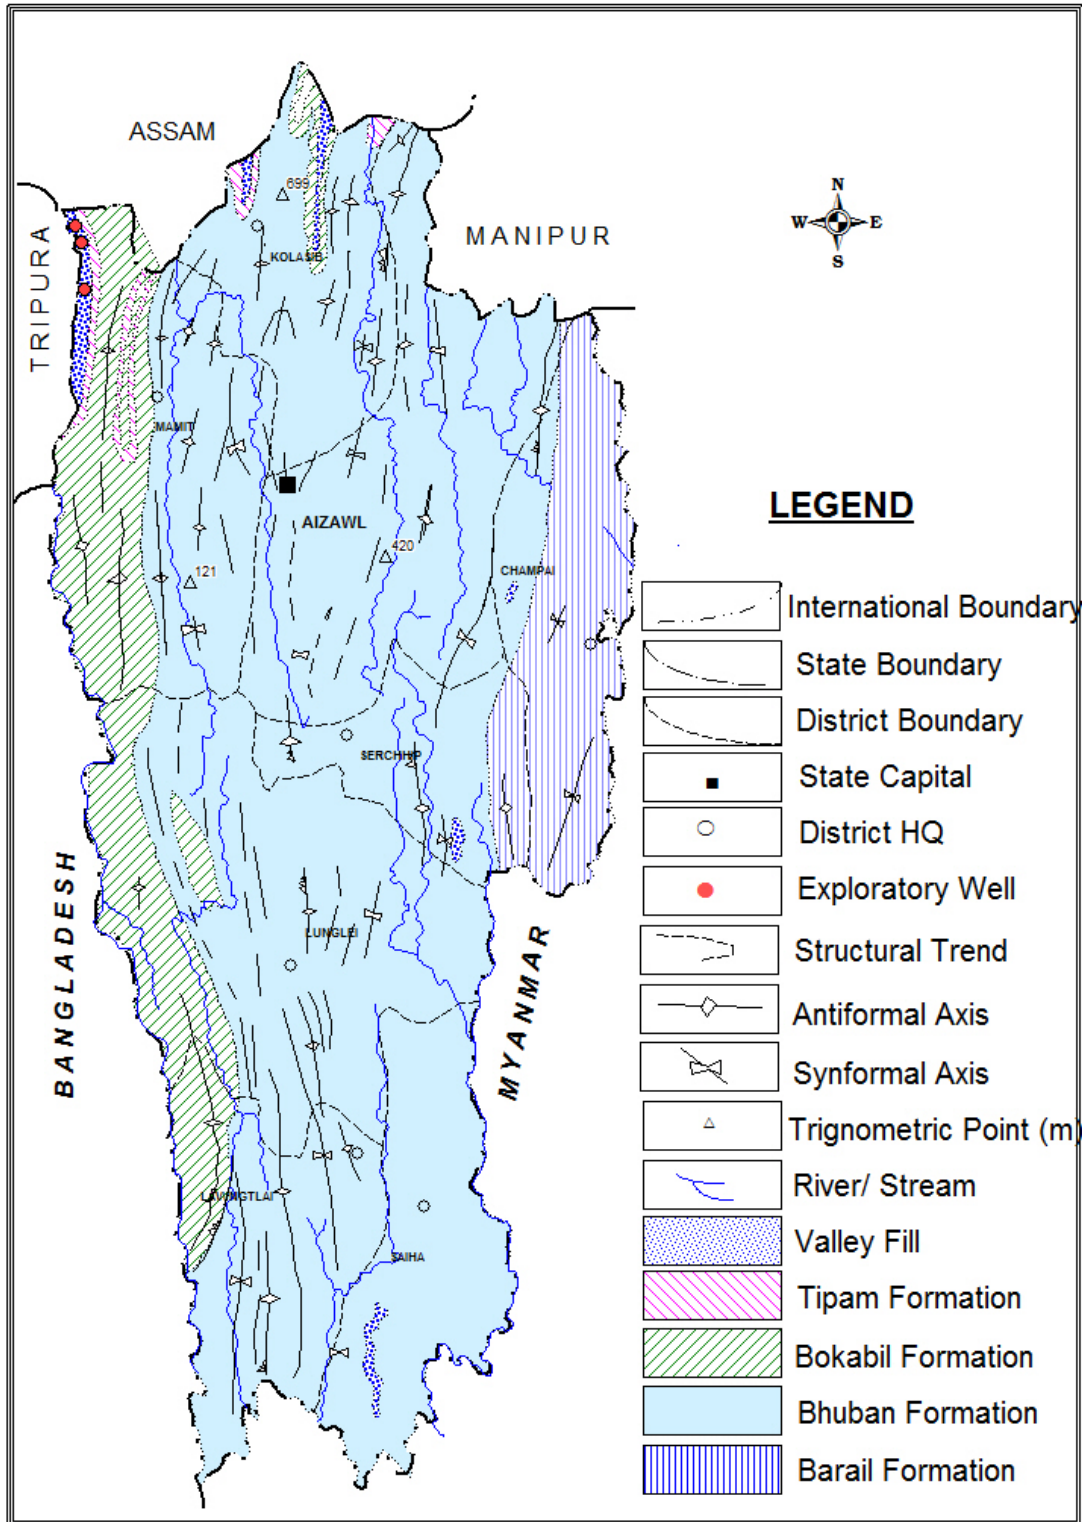 ASSAM
N
W E
S
699
MANIPUR
TRIPURA
KOLASIB
MAMIT
LEGEND
AIZAWL
420
121
CHAMPAI
International Boundary
State Boundary
District Boundary
SERCHHIP
State Capital
District HQ
BANGLADESH
Exploratory Well
LUNGLEI
MYANMAR
Structural Trend
Antiformal Axis
Synformal Axis
Trignometric Point (m)
LAWNGTLAI
River/ Stream
SAIHA
Valley Fill
Tipam Formation
Bokabil Formation
Bhuban Formation
Barail Formation